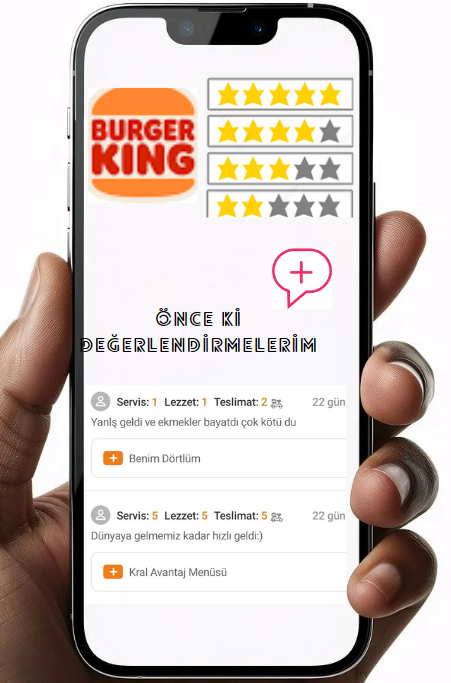 BURGER
KING
ÖNCE Kİ
DEĞERLENDİRMELERİM
Servis: 1 Lezzet: 1 Teslimat: 2 22 gün
Yanlş geldi ve ekmekler bayatdı çok kötü du
Benim Dörtlüm
Servis: 5 Lezzet: 5 Teslimat: 5 22 gün
Dünyaya gelmemiz kadar hızlı geldi:)
Kral Avantaj Menüsü